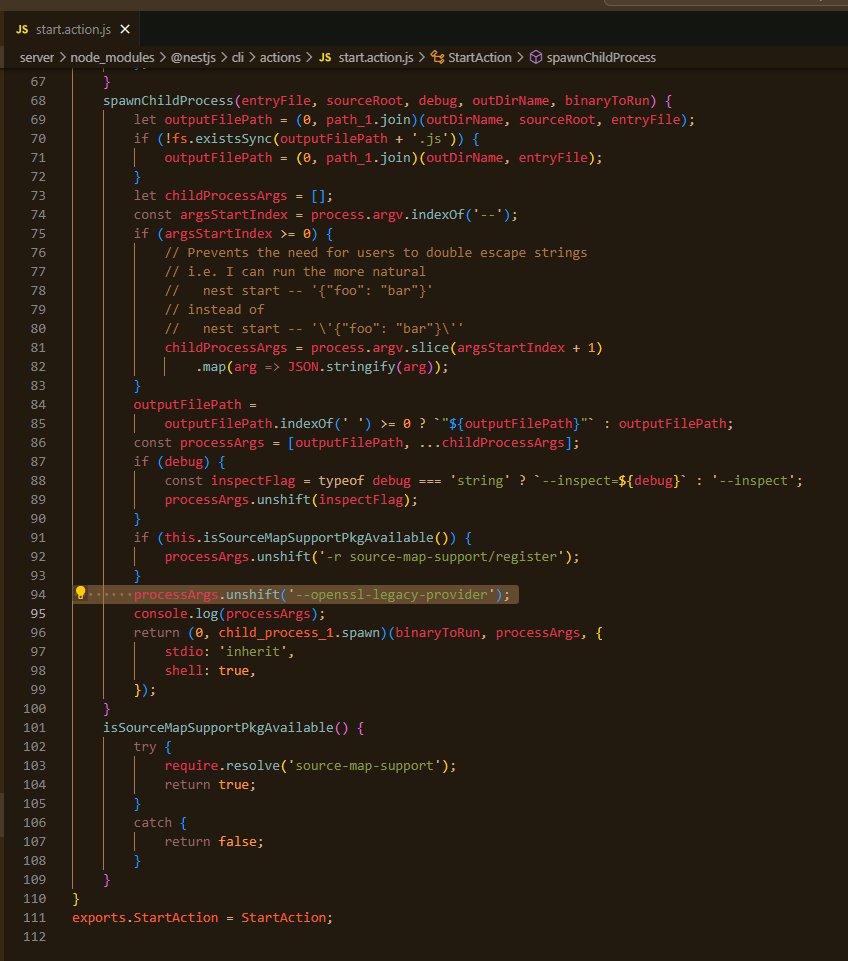 JS start.action.js ✕
server > node_modules > @nestjs > cli > actions > JS start.action.js > StartAction > spawnChildProcess
67 }
68 spawnChildProcess(entryFile, sourceRoot, debug, outDirName, binaryToRun) {
69 let outputFilePath = (0, path_1.join)(outDirName, sourceRoot, entryFile);
70 if (!fs.existsSync(outputFilePath + '.js')) {
71 outputFilePath = (0, path_1.join)(outDirName, entryFile);
72 }
73 let childProcessArgs = [];
74 const argsStartIndex = process.argv.indexOf('--');
75 if (argsStartIndex >= 0) {
76 // Prevents the need for users to double escape strings
77 // i.e. I can run the more natural
78 //   nest start -- '{"foo": "bar"}'
79 // instead of
80 //   nest start -- '\'{"foo": "bar"}\''
81 childProcessArgs = process.argv.slice(argsStartIndex + 1)
82 .map(arg => JSON.stringify(arg));
83 }
84 outputFilePath =
85 outputFilePath.indexOf(' ') >= 0 ? `"${outputFilePath}"` : outputFilePath;
86 const processArgs = [outputFilePath, ...childProcessArgs];
87 if (debug) {
88 const inspectFlag = typeof debug === 'string' ? `--inspect=${debug}` : '--inspect';
89 processArgs.unshift(inspectFlag);
90 }
91 if (this.isSourceMapSupportPkgAvailable()) {
92 processArgs.unshift('-r source-map-support/register');
93 }
94 processArgs.unshift('--openssl-legacy-provider');
95 console.log(processArgs);
96 return (0, child_process_1.spawn)(binaryToRun, processArgs, {
97 stdio: 'inherit',
98 shell: true,
99 });
100 }
101 isSourceMapSupportPkgAvailable() {
102 try {
103 require.resolve('source-map-support');
104 return true;
105 }
106 catch {
107 return false;
108 }
109 }
110 }
111 exports.StartAction = StartAction;
112